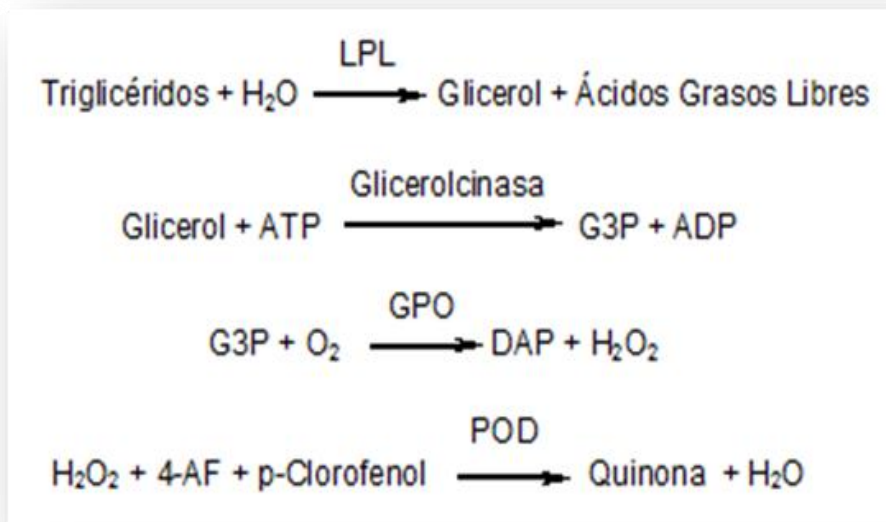 LPL
Triglicéridos + H₂O → Glicerol + Ácidos Grasos Libres
Glicerolcinasa
Glicerol + ATP → G3P + ADP
GPO
G3P + O₂ → DAP + H₂O₂
POD
H₂O₂ + 4-AF + p-Clorofenol → Quinona + H₂O